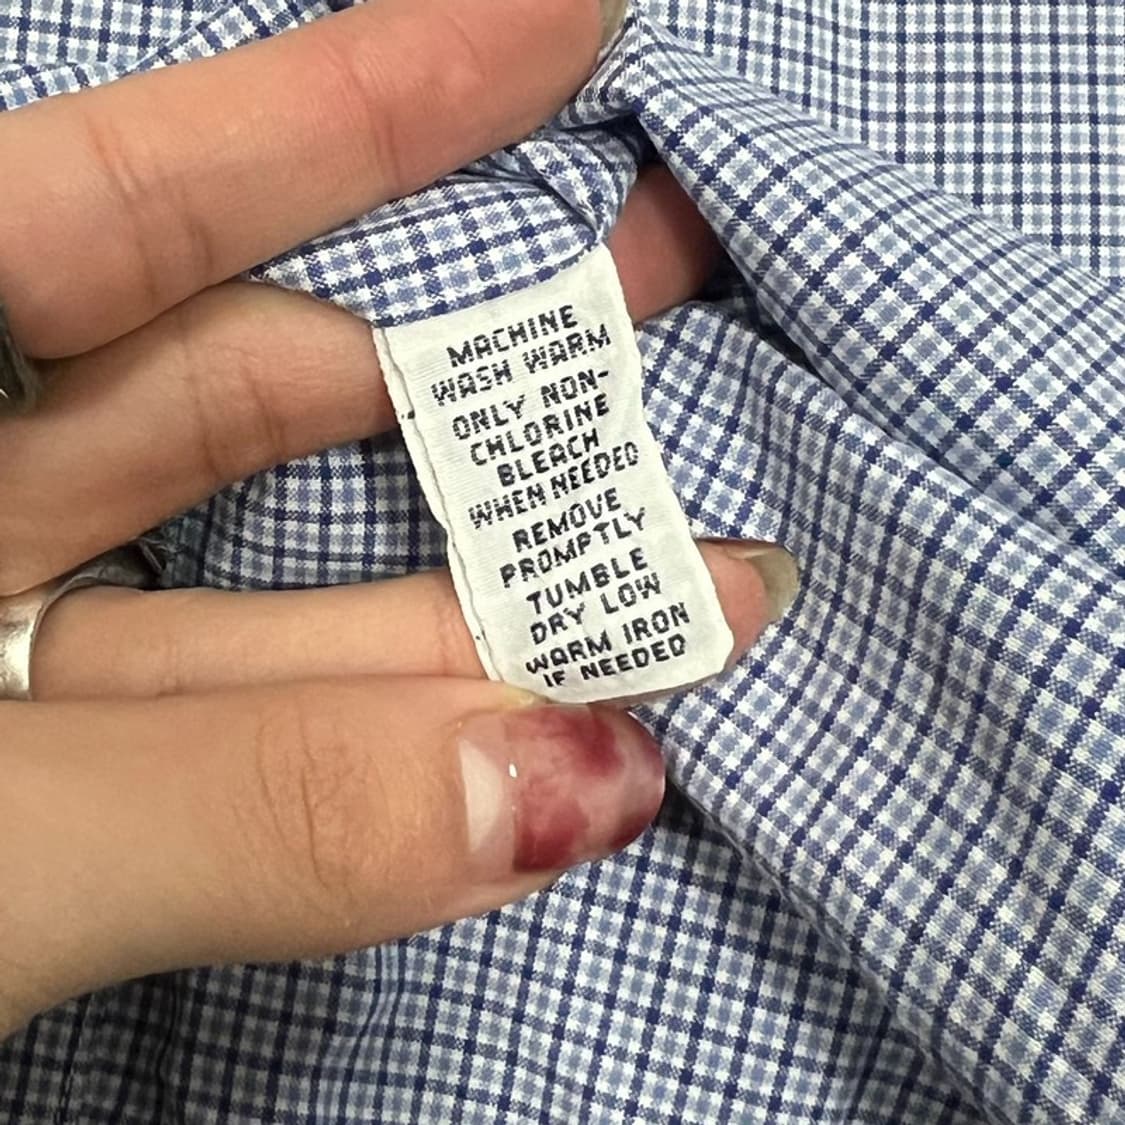 MACHINE
WASH WARM
ONLY NON-
CHLORINE
BLEACH
WHEN NEEDED
REMOVE
PROMPTLY
TUMBLE
DRY LOW
WARM IRON
IF NEEDED